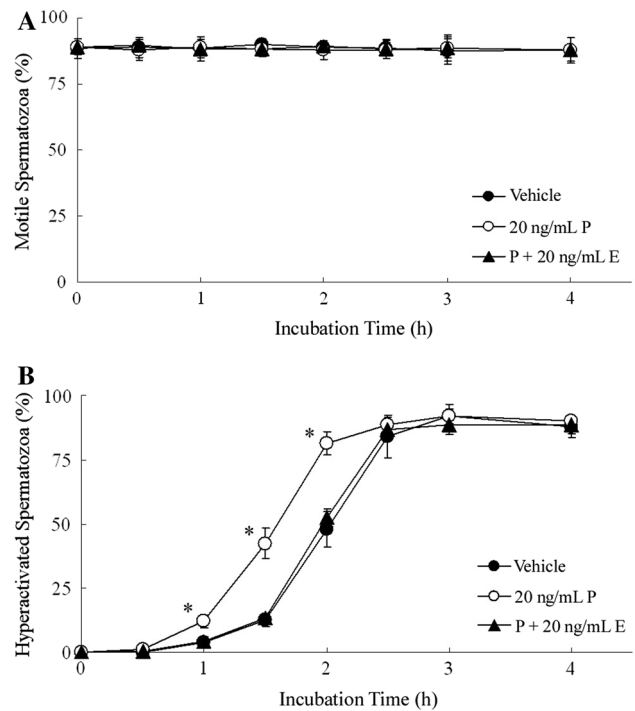 A
100
75
50
25
0
Motile Spermatozoa (%)
Vehicle
20 ng/mL P
P + 20 ng/mL E
0 1 2 3 4
Incubation Time (h)
B
100
75
50
25
0
Hyperactivated Spermatozoa (%)
*
*
*
Vehicle
20 ng/mL P
P + 20 ng/mL E
0 1 2 3 4
Incubation Time (h)